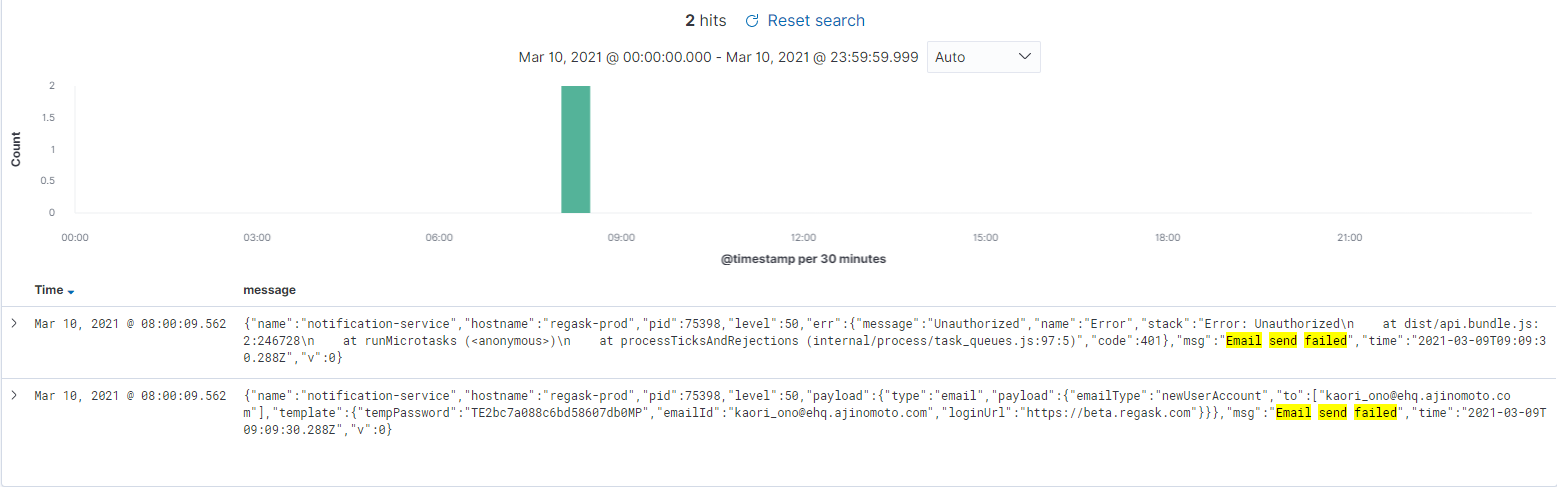 2 hits Reset search
Mar 10, 2021 @ 00:00:00.000 - Mar 10, 2021 @ 23:59:59.999 Auto
2
1.5
1
0.5
0
Count
00:00 03:00 06:00 09:00 12:00 15:00 18:00 21:00
@timestamp per 30 minutes
Time message
Mar 10, 2021 @ 08:00:09.562 {"name":"notification-service","hostname":"regask-prod","pid":75398,"level":50,"err":{"message":"Unauthorized","name":"Error","stack":"Error: Unauthorized\n    at dist/api.bundle.js:
2:246728\n    at runMicrotasks (<anonymous>)\n    at processTicksAndRejections (internal/process/task_queues.js:97:5)","code":401},"msg":"Email send failed","time":"2021-03-09T09:09:3
0.288Z","v":0}
Mar 10, 2021 @ 08:00:09.562 {"name":"notification-service","hostname":"regask-prod","pid":75398,"level":50,"payload":{"type":"email","payload":{"emailType":"newUserAccount","to":["kaori_ono@ehq.ajinomoto.co
m"],"template":{"tempPassword":"TE2bc7a088c6bd58607db0MP","emailId":"kaori_ono@ehq.ajinomoto.com","loginUrl":"https://beta.regask.com"}}},"msg":"Email send failed","time":"2021-03-09T
09:09:30.288Z","v":0}